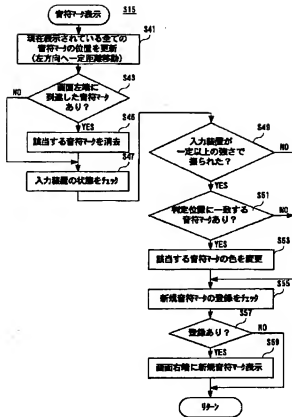 音符マーク表示
S15
S41
現在表示されている全ての
音符マークの位置を更新
(左方向へ一定距離移動)
S43
画面左端に
到達した音符マーク
あり?
NO
YES
S45
該当する音符マークを消去
S47
入力装置の状態をチェック
S49
入力装置が
一定以上の強さで
振られた?
NO
YES
S51
判定位置に一致する
音符マークあり?
NO
YES
S53
該当する音符マークの色を変更
S55
新規音符マークの登録をチェック
S57
登録あり?
NO
YES
S59
画面右端に新規音符マーク表示
リターン